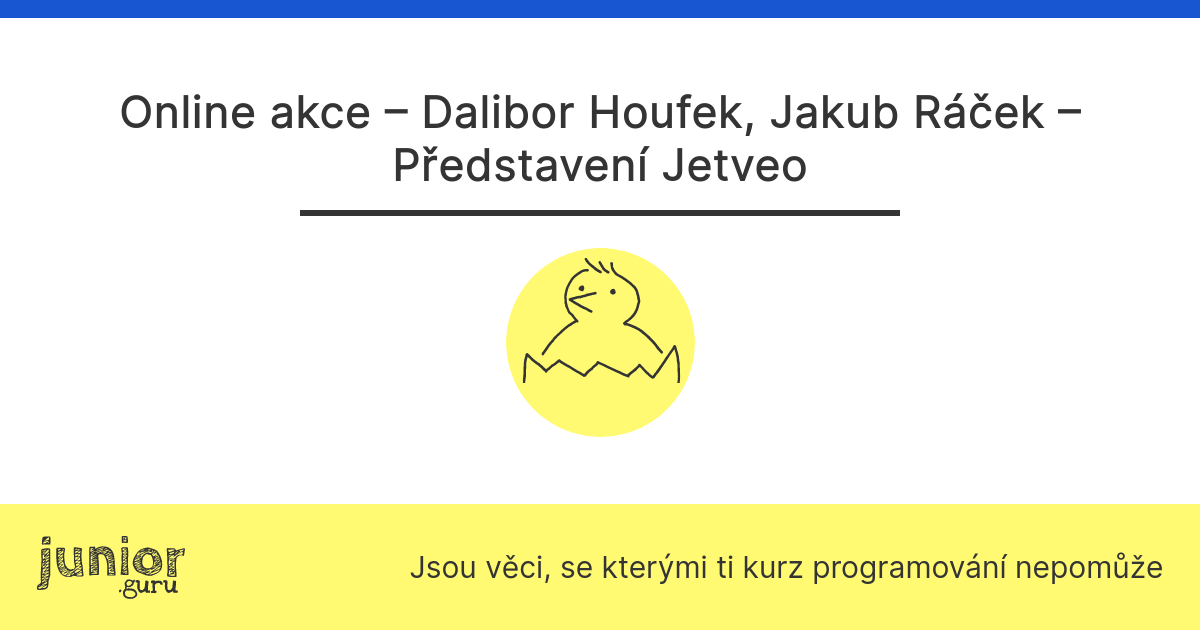 Online akce – Dalibor Houfek, Jakub Ráček –
Představení Jetveo
junior
.guru
Jsou věci, se kterými ti kurz programování nepomůže